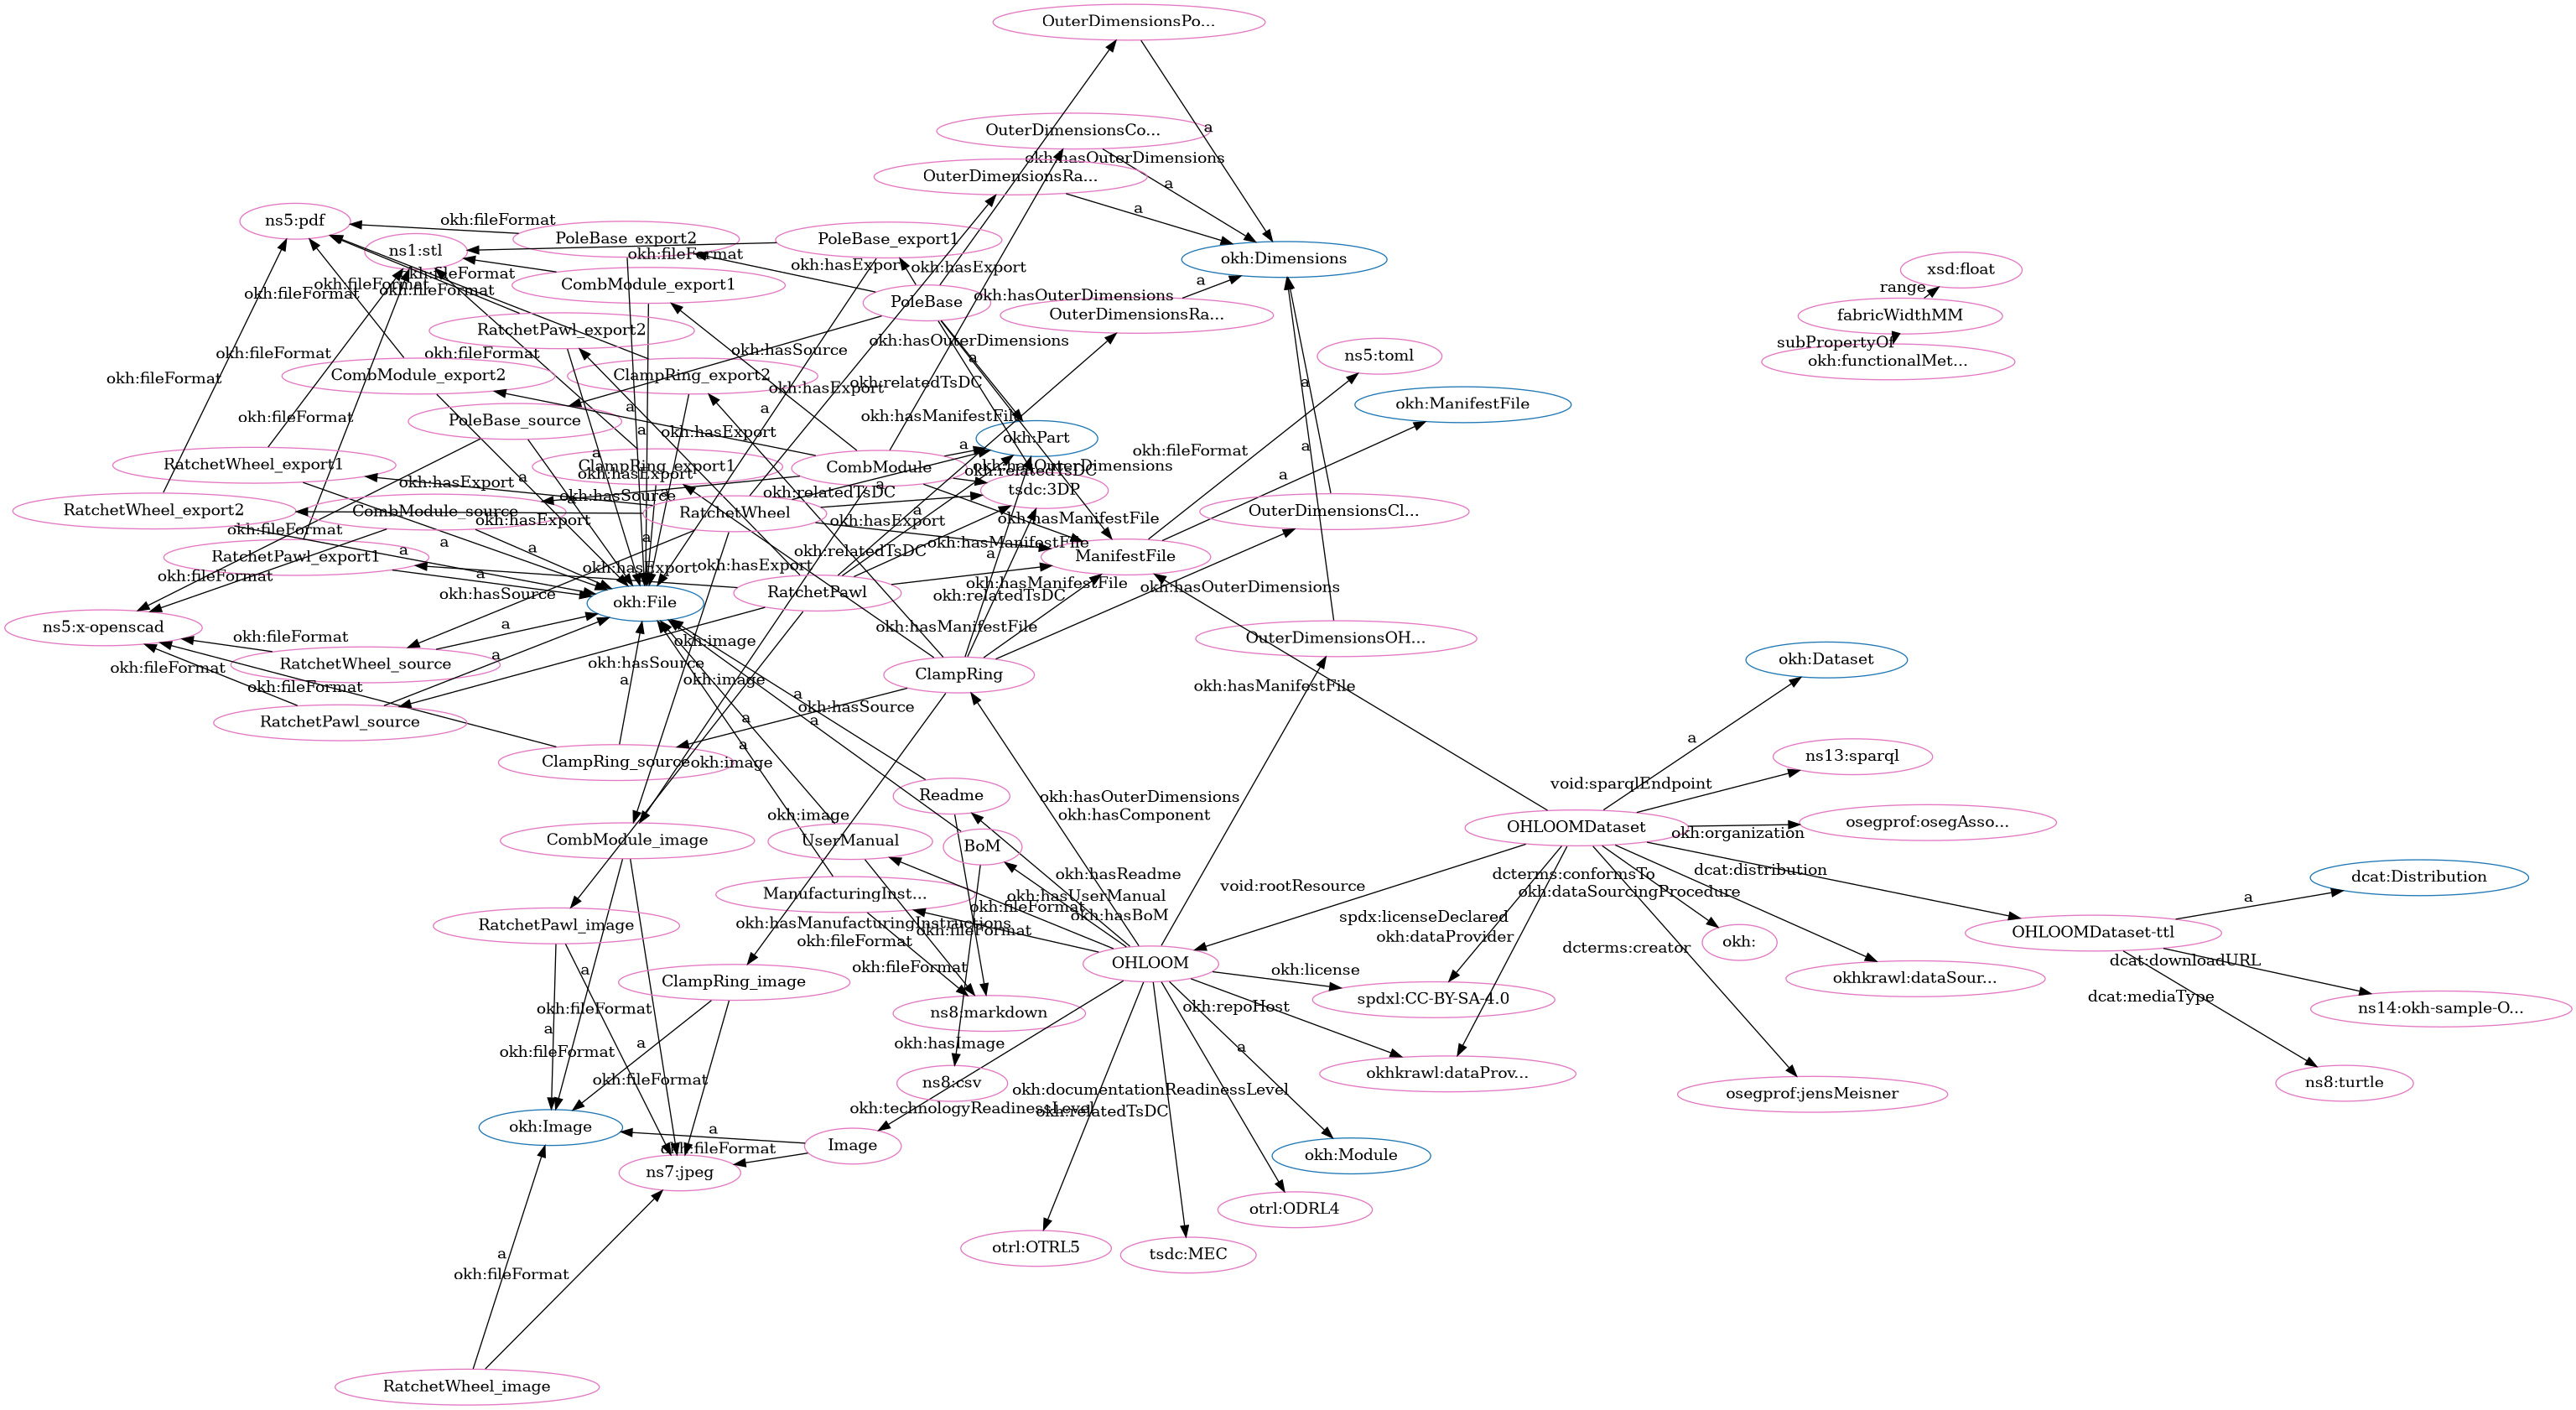 OuterDimensionsPo...
OuterDimensionsCo...
a
okh:hasOuterDimensions
OuterDimensionsRa...
a
a
ns5:pdf
okh:fileFormat
PoleBase_export2
PoleBase_export1
ns1:stl
okh:fileFormat
okh:hasExport
okh:hasExport
okh:Dimensions
xsd:float
okh:fileFormat
okh:fileFormat
okh:fileFormat
okh:fileFormat
CombModule_export1
a
range
PoleBase
okh:hasOuterDimensions
OuterDimensionsRa...
fabricWidthMM
RatchetPawl_export2
okh:hasOuterDimensions
subPropertyOf
okh:fileFormat
okh:fileFormat
okh:hasSource
a
ns5:toml
okh:functionalMet...
okh:fileFormat
CombModule_export2
ClampRing_export2
okh:hasExport
okh:relatedTsDC
a
okh:ManifestFile
okh:fileFormat
PoleBase_source
a
a
a
okh:hasExport
okh:hasManifestFile
okh:Part
a
a
okh:fileFormat
RatchetWheel_export1
a
ClampRing_export1
CombModule
okh:hasOuterDimensions
okh:relatedTsDC
okh:hasExport
a
okh:hasExport
a
okh:hasSource
a
okh:relatedTsDC
tsdc:3DP
a
RatchetWheel_export2
CombModule_source
okh:hasExport
RatchetWheel
a
okh:hasExport
okh:hasManifestFile
OuterDimensionsCl...
okh:fileFormat
a
a
a
a
okh:relatedTsDC
okh:hasManifestFile
a
ManifestFile
RatchetPawl_export1
okh:hasExport
okh:hasExport
okh:fileFormat
a
okh:hasManifestFile
okh:hasOuterDimensions
okh:hasSource
okh:File
RatchetPawl
okh:relatedTsDC
ns5:x-openscad
a
okh:hasManifestFile
okh:fileFormat
okh:image
OuterDimensionsOH...
RatchetWheel_source
a
okh:hasSource
okh:Dataset
okh:fileFormat
okh:fileFormat
a
okh:image
ClampRing
okh:hasManifestFile
a
okh:hasSource
RatchetPawl_source
a
a
a
a
ClampRing_source
okh:image
ns13:sparql
void:sparqlEndpoint
Readme
okh:hasOuterDimensions
okh:hasComponent
okh:image
OHLOOMDataset
okh:organization
osegprof:osegAsso...
CombModule_image
UserManual
BoM
okh:hasReadme
dcterms:conformsTo
dcat:distribution
void:rootResource
okh:dataSourcingProcedure
dcat:Distribution
ManufacturingInst...
okh:hasUserManual
okh:fileFormat
okh:hasBoM
spdx:licenseDeclared
a
RatchetPawl_image
okh:hasManufacturingInstructions
okh:fileFormat
okh:dataProvider
OHLOOMDataset-ttl
okh:fileFormat
dcterms:creator
okh:
OHLOOM
dcat:downloadURL
okh:fileFormat
okh:license
a
ClampRing_image
okhkrawl:dataSour...
dcat:mediaType
spdxl:CC-BY-SA-4.0
okh:fileFormat
ns8:markdown
okh:repoHost
ns14:okh-sample-O...
a
a
okh:hasImage
a
okh:fileFormat
okhkrawl:dataProv...
okh:fileFormat
ns8:csv
okh:documentationReadinessLevel
ns8:turtle
osegprof:jensMeisner
okh:technologyReadinessLevel
okh:relatedTsDC
okh:Image
a
Image
okh:fileFormat
okh:Module
ns7:jpeg
otrl:ODRL4
otrl:OTRL5
tsdc:MEC
a
okh:fileFormat
RatchetWheel_image